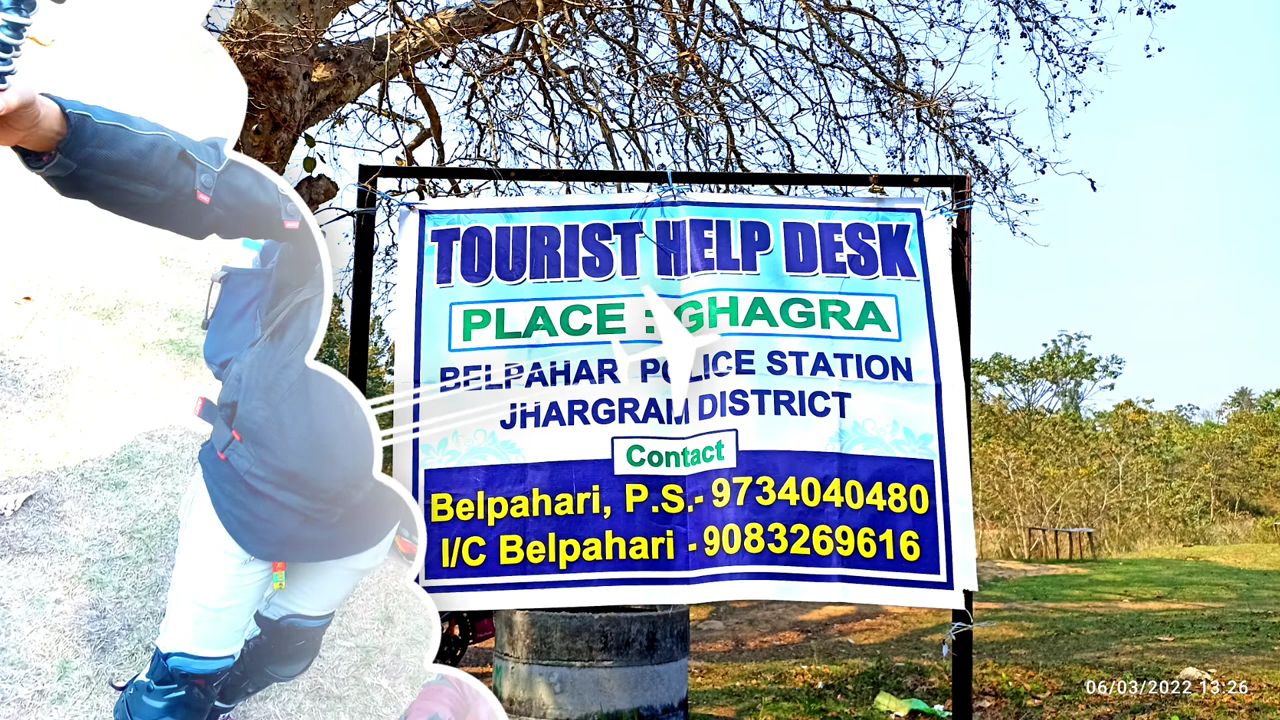 TOURIST HELP DESK
PLACE : GHAGRA
BELPAHAR POLICE STATION
JHARGRAM DISTRICT
Contact
Belpahari, P.S.- 9734040480
I/C Belpahari - 9083269616
06/03/2022 13:26